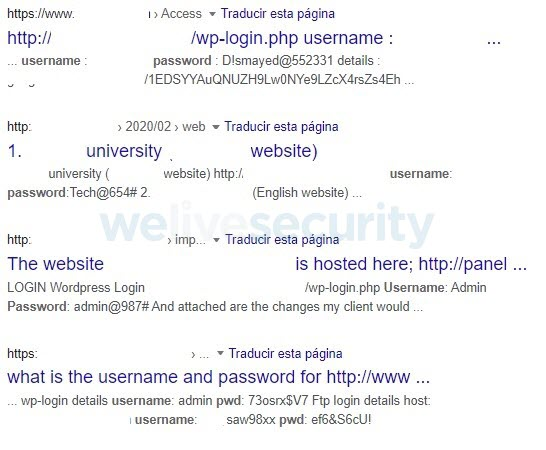 https://www. › Access Traducir esta página
http:// /wp-login.php username : ...
... username : password : D!smayed@552331 details :
/1EDSYYAuQNUZH9Lw0NYe9LZcX4rsZs4Eh ...
http: › 2020/02 › web Traducir esta página
1. university website)
university ( website) http:/ username:
password:Tech@654# 2. (English website) ...
welivesecurity
http: › imp... Traducir esta página
The website is hosted here; http://panel ...
LOGIN Wordpress Login /wp-login.php Username: Admin
Password: admin@987# And attached are the changes my client would ...
https: › ... Traducir esta página
what is the username and password for http://www ...
... wp-login details username: admin pwd: 73osrx$V7 Ftp login details host:
username: saw98xx pwd: ef6&S6cU!